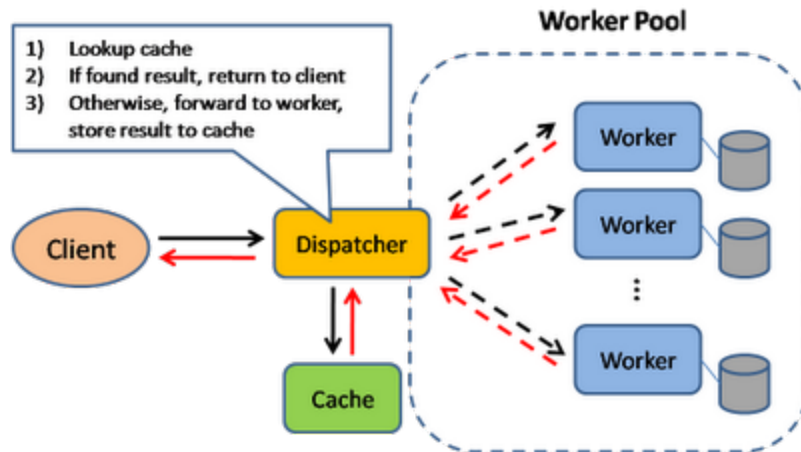 Worker Pool
1) Lookup cache
2) If found result, return to client
3) Otherwise, forward to worker,
store result to cache
Worker
Client
Dispatcher
Worker
...
Worker
Cache